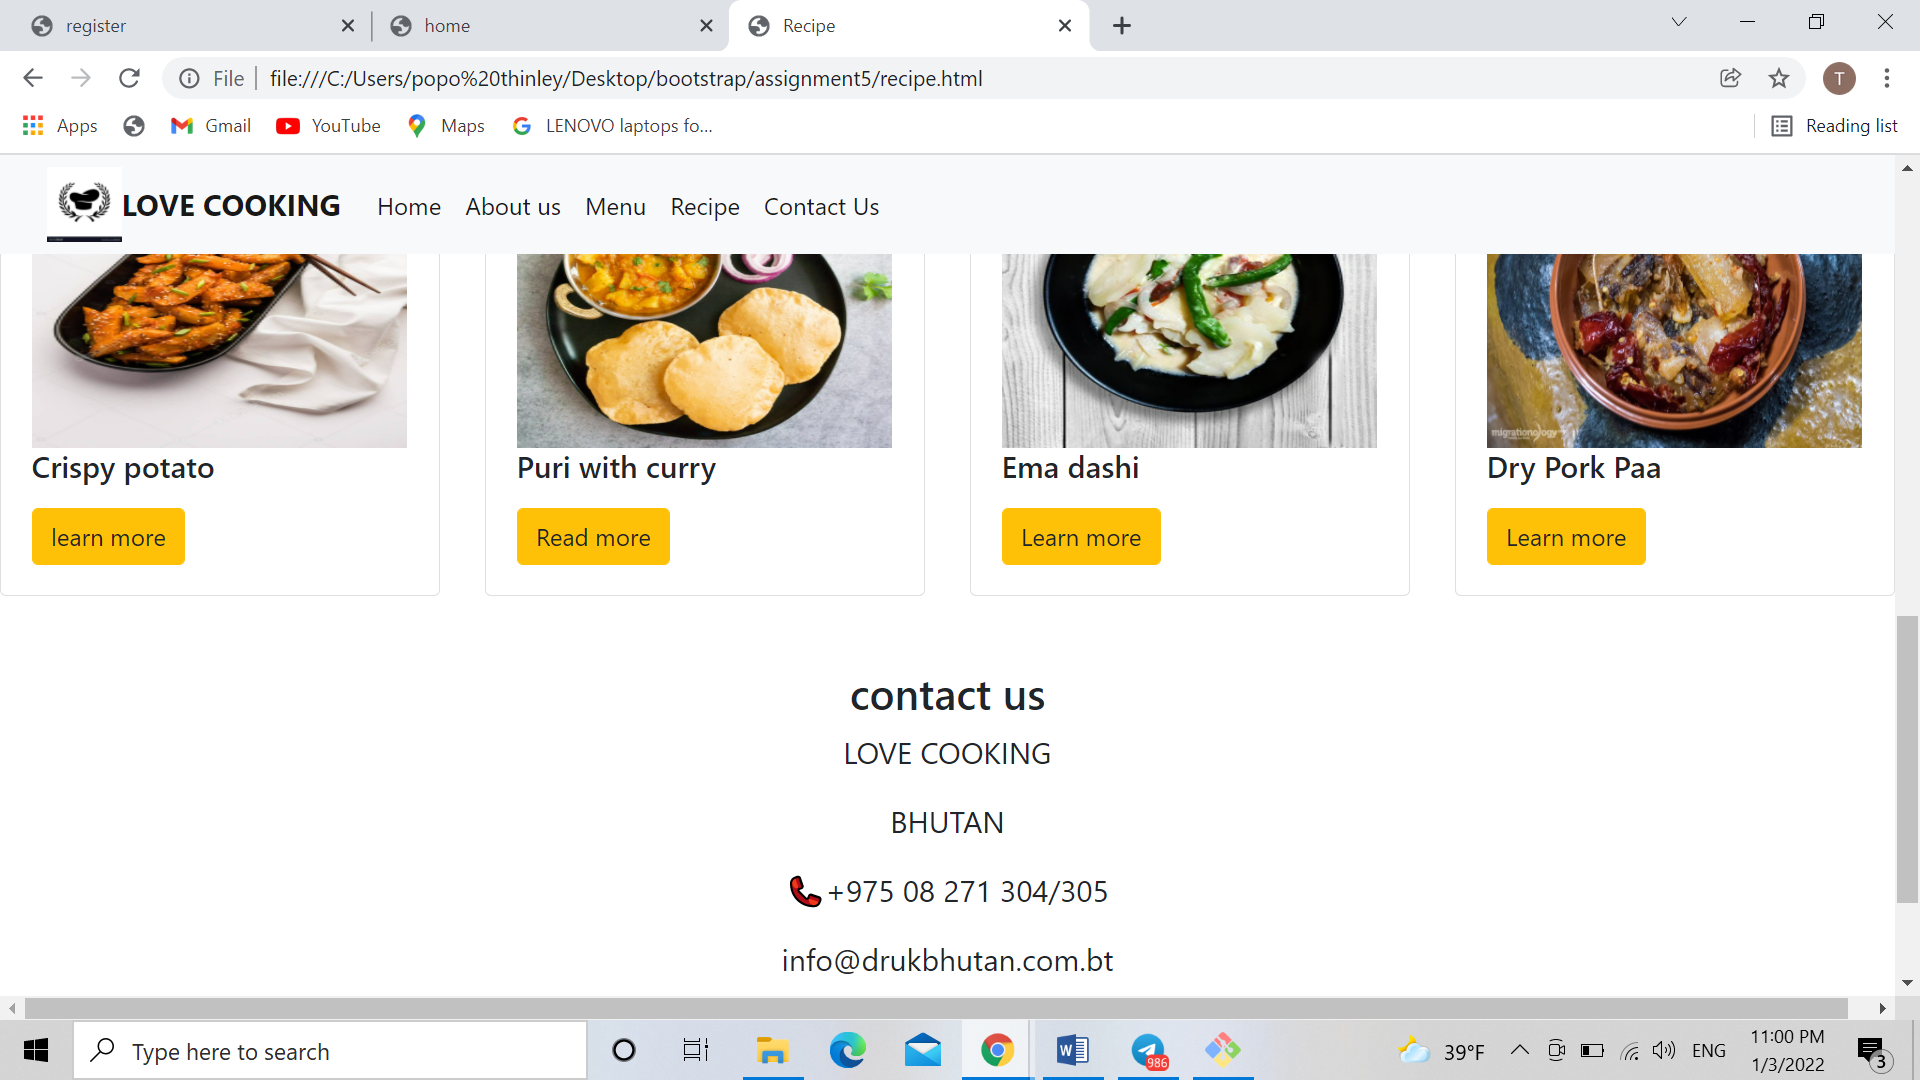 register
home
Recipe
File
file:///C:/Users/popo%20thinley/Desktop/bootstrap/assignment5/recipe.html
T
Apps
Gmail
YouTube
Maps
LENOVO laptops fo...
Reading list
LOVE COOKING
Home
About us
Menu
Recipe
Contact Us
migrationology
Crispy potato
Puri with curry
Ema dashi
Dry Pork Paa
learn more
Read more
Learn more
Learn more
contact us
LOVE COOKING
BHUTAN
+975 08 271 304/305
info@drukbhutan.com.bt
Type here to search
986
39°F
ENG
11:00 PM
1/3/2022
3